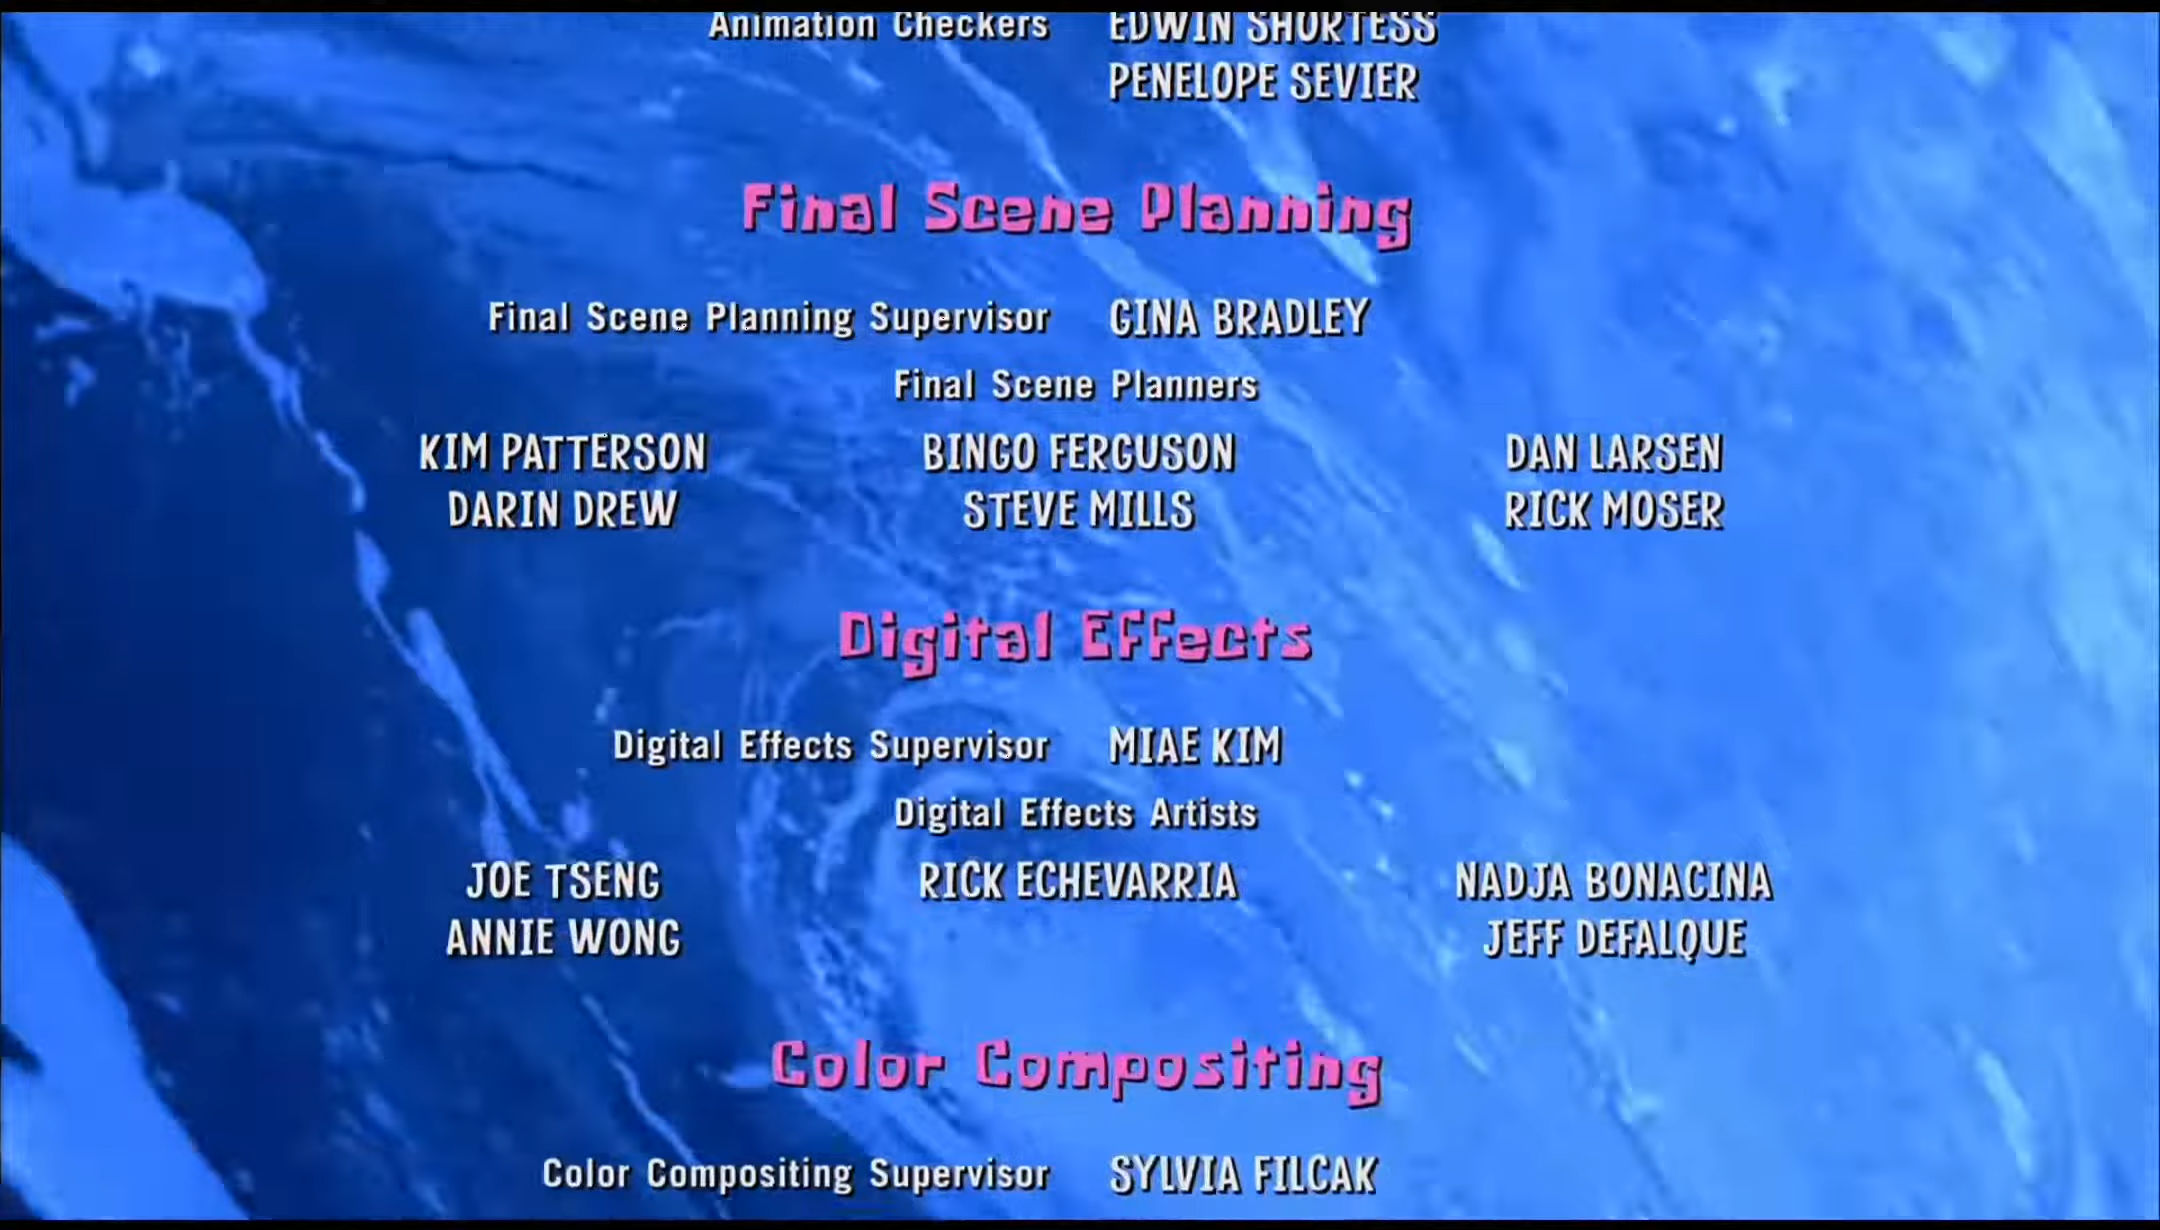 Animation Checkers EDWIN SHORTESS
PENELOPE SEVIER
Final Scene Planning
Final Scene Planning Supervisor GINA BRADLEY
Final Scene Planners
KIM PATTERSON BINGO FERGUSON DAN LARSEN
DARIN DREW STEVE MILLS RICK MOSER
Digital Effects
Digital Effects Supervisor MIAE KIM
Digital Effects Artists
JOE TSENG RICK ECHEVARRIA NADJA BONACINA
ANNIE WONG JEFF DEFALQUE
Color Compositing
Color Compositing Supervisor SYLVIA FILCAK